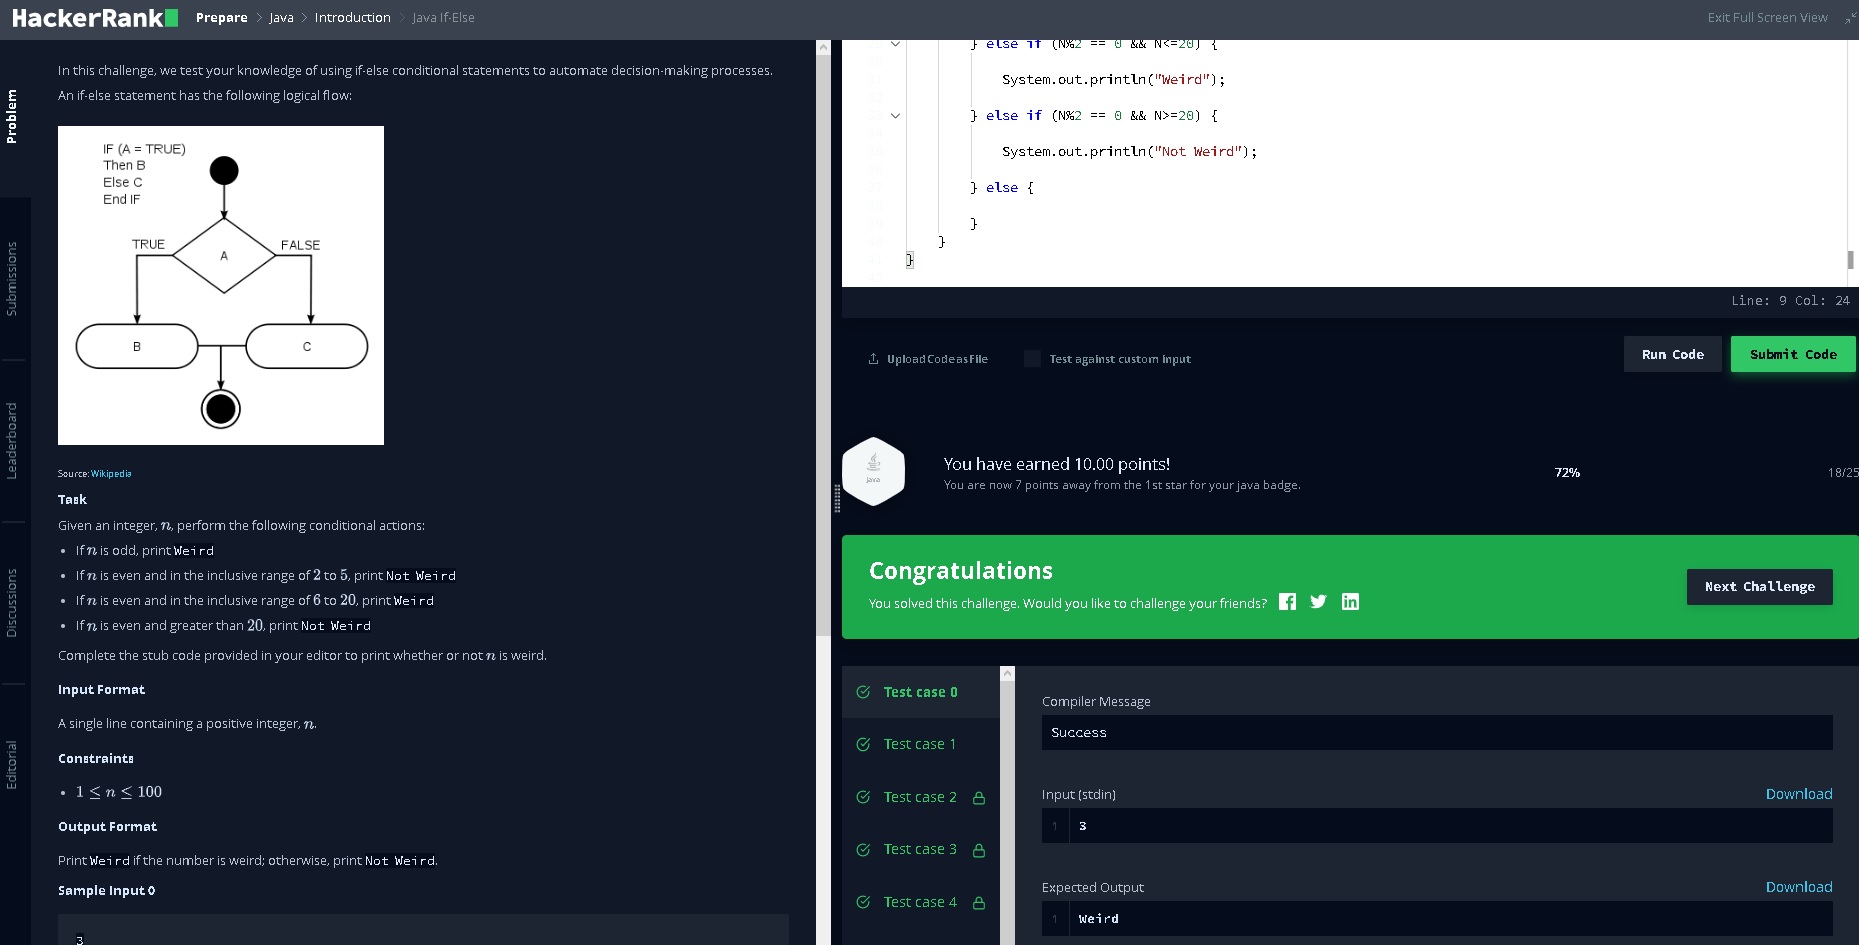 HackerRank Prepare > Java > Introduction > Java If-Else
Exit Full Screen View
Problem
Submissions
Leaderboard
Discussions
Editorial
In this challenge, we test your knowledge of using if-else conditional statements to automate decision-making processes.
An if-else statement has the following logical flow:
IF (A = TRUE)
Then B
Else C
End IF
TRUE
FALSE
A
B
C
Source: Wikipedia
Task
Given an integer, n, perform the following conditional actions:
• If n is odd, print Weird
• If n is even and in the inclusive range of 2 to 5, print Not Weird
• If n is even and in the inclusive range of 6 to 20, print Weird
• If n is even and greater than 20, print Not Weird
Complete the stub code provided in your editor to print whether or not n is weird.
Input Format
A single line containing a positive integer, n.
Constraints
• 1 ≤ n ≤ 100
Output Format
Print Weird if the number is weird; otherwise, print Not Weird.
Sample Input 0
3
} else if (N%2 == 0 && N<=20) {
System.out.println("Weird");
} else if (N%2 == 0 && N>=20) {
System.out.println("Not Weird");
} else {
}
}
}
Line: 9 Col: 24
Upload Code as File
Test against custom input
Run Code
Submit Code
Java
You have earned 10.00 points!
You are now 7 points away from the 1st star for your java badge.
72%
18/25
Congratulations
You solved this challenge. Would you like to challenge your friends?
Next Challenge
Test case 0
Test case 1
Test case 2
Test case 3
Test case 4
Compiler Message
Success
Input (stdin)
Download
1 3
Expected Output
Download
1 Weird